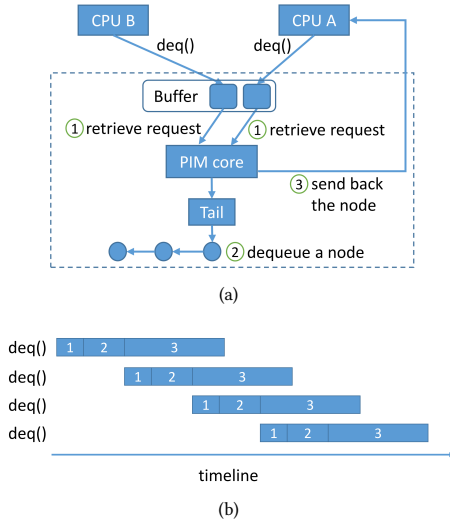 CPU B
CPU A
deq()
deq()
Buffer
1 retrieve request
1 retrieve request
PIM core
3 send back
the node
Tail
2 dequeue a node
(a)
deq() 1 2 3
deq() 1 2 3
deq() 1 2 3
deq() 1 2 3
timeline
(b)